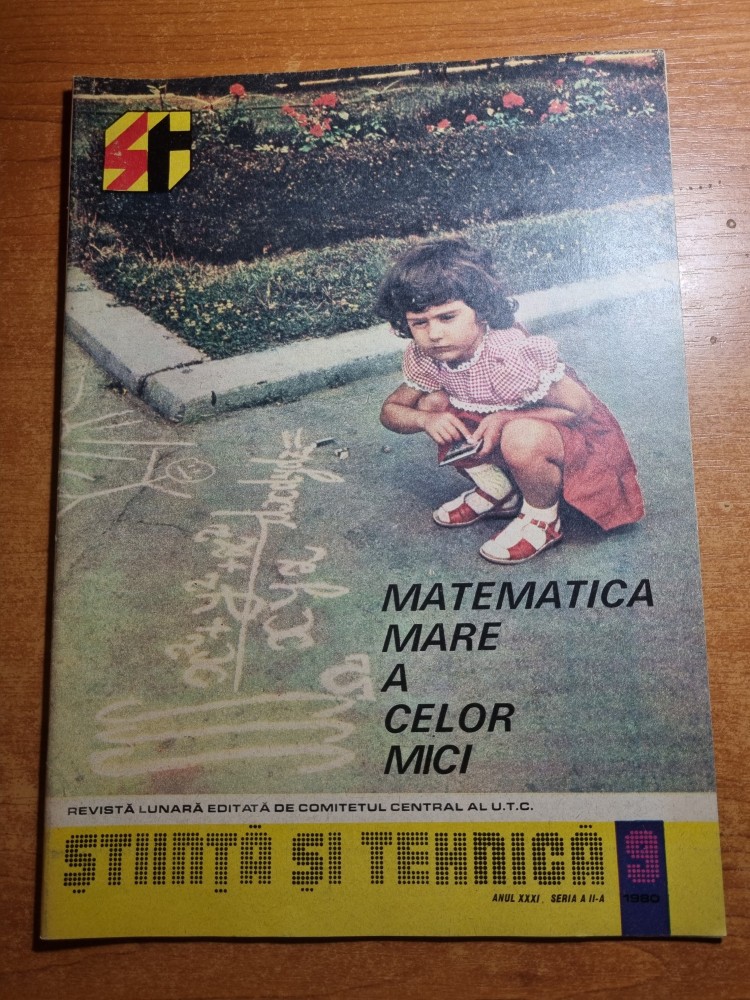 ST
MATEMATICA
MARE
A
CELOR
MICI
REVISTĂ LUNARĂ EDITATĂ DE COMITETUL CENTRAL AL U.T.C.
ȘTIINȚĂ ȘI TEHNICĂ 9
ANUL XXXI, SERIA A II-A 1980